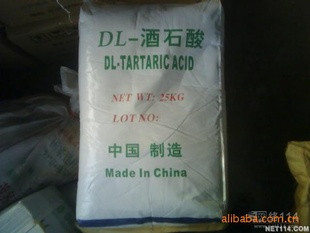 DL-酒石酸
DL-TARTARIC ACID
NET WT: 25KG
LOT NO:
中国 制造
Made In China
alibaba.com.cn
NET114.COM